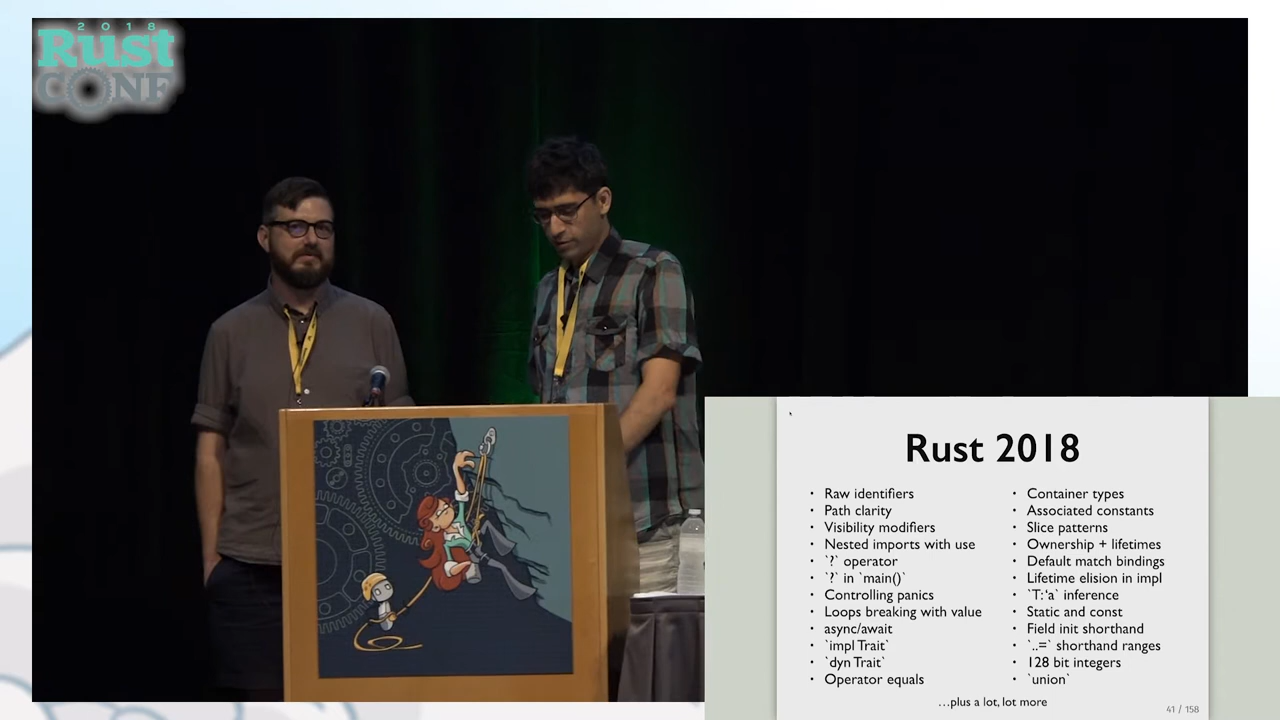 2018
Rust
CONF
Rust 2018
• Raw identifiers
• Path clarity
• Visibility modifiers
• Nested imports with use
• `?` operator
• `?` in `main()`
• Controlling panics
• Loops breaking with value
• async/await
• `impl Trait`
• `dyn Trait`
• Operator equals
• Container types
• Associated constants
• Slice patterns
• Ownership + lifetimes
• Default match bindings
• Lifetime elision in impl
• `T: 'a` inference
• Static and const
• Field init shorthand
• `..=` shorthand ranges
• 128 bit integers
• `union`
…plus a lot, lot more
41 / 158